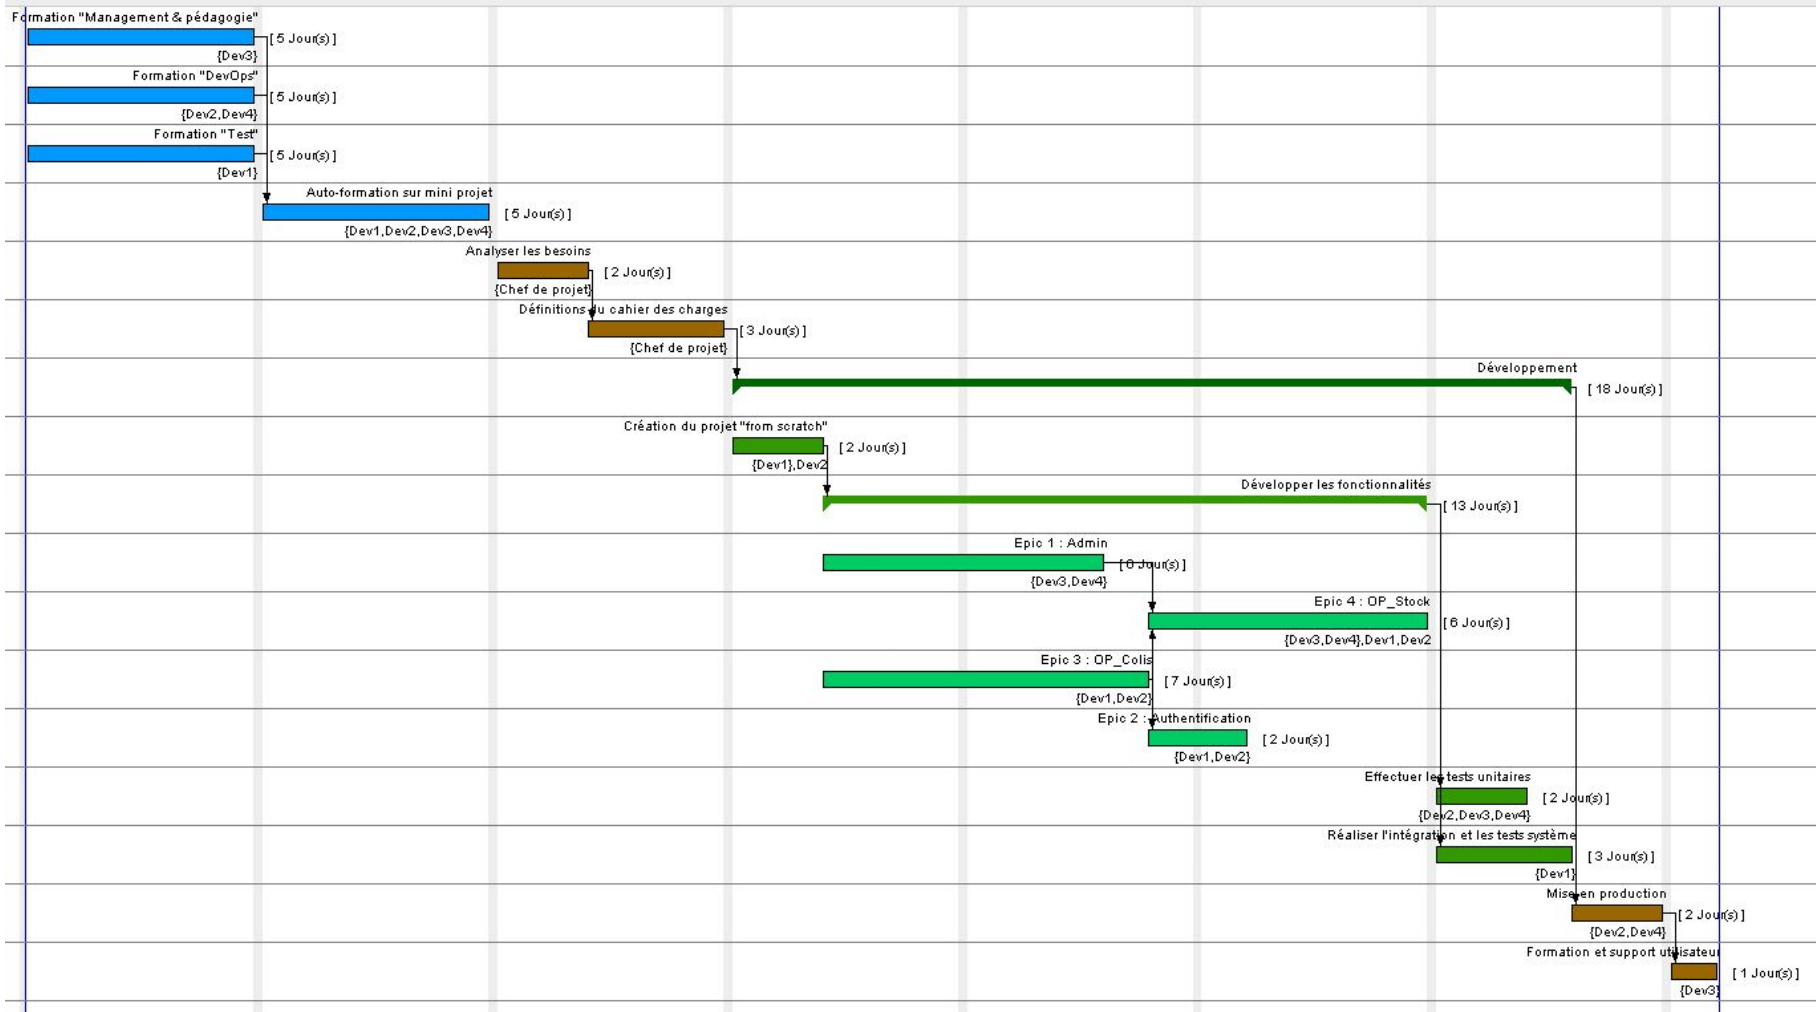 Formation "Management & pédagogie"
[ 5 Jour(s) ]
{Dev3}
Formation "DevOps"
[ 5 Jour(s) ]
{Dev2,Dev4}
Formation "Test"
[ 5 Jour(s) ]
{Dev1}
Auto-formation sur mini projet
[ 5 Jour(s) ]
{Dev1,Dev2,Dev3,Dev4}
Analyser les besoins
[ 2 Jour(s) ]
{Chef de projet}
Définitions du cahier des charges
[ 3 Jour(s) ]
{Chef de projet}
Développement
[ 18 Jour(s) ]
Création du projet "from scratch"
[ 2 Jour(s) ]
{Dev1},Dev2
Développer les fonctionnalités
[ 13 Jour(s) ]
Epic 1 : Admin
[ 6 Jour(s) ]
{Dev3,Dev4}
Epic 4 : OP_Stock
[ 6 Jour(s) ]
{Dev3,Dev4},Dev1,Dev2
Epic 3 : OP_Colis
[ 7 Jour(s) ]
{Dev1,Dev2}
Epic 2 : Authentification
[ 2 Jour(s) ]
{Dev1,Dev2}
Effectuer les tests unitaires
[ 2 Jour(s) ]
{Dev2,Dev3,Dev4}
Réaliser l'intégration et les tests système
[ 3 Jour(s) ]
{Dev1}
Mise en production
[ 2 Jour(s) ]
{Dev2,Dev4}
Formation et support utilisateur
[ 1 Jour(s) ]
{Dev3}